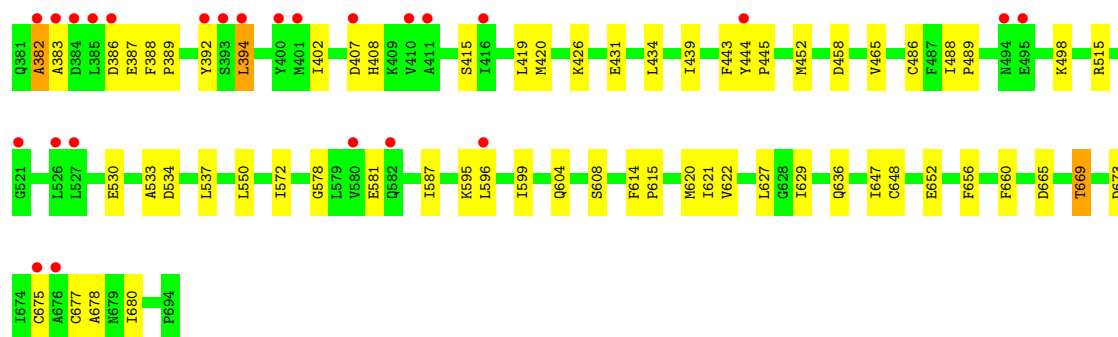 Q381 A382 A383 D384 L385 D386 E387 F388 P389 Y392 S393 L394 Y400 M401 I402 D407 H408 K409 V410 A411 S415 I416 L419 M420 K426 E431 L434 I439 F443 Y444 P445 M452 D458 V465 C486 F487 I488 P489 N494 E495 K498 R515
G521 L526 L527 E530 A533 D534 L537 L550 I572 G578 L579 V580 E581 Q582 I587 K595 L596 I599 Q604 S608 F614 P615 M620 I621 V622 L627 G628 I629 Q636 I647 C648 E652 F656 F660 D665 T669 D673
I674 C675 A676 C677 A678 N679 I680 P694